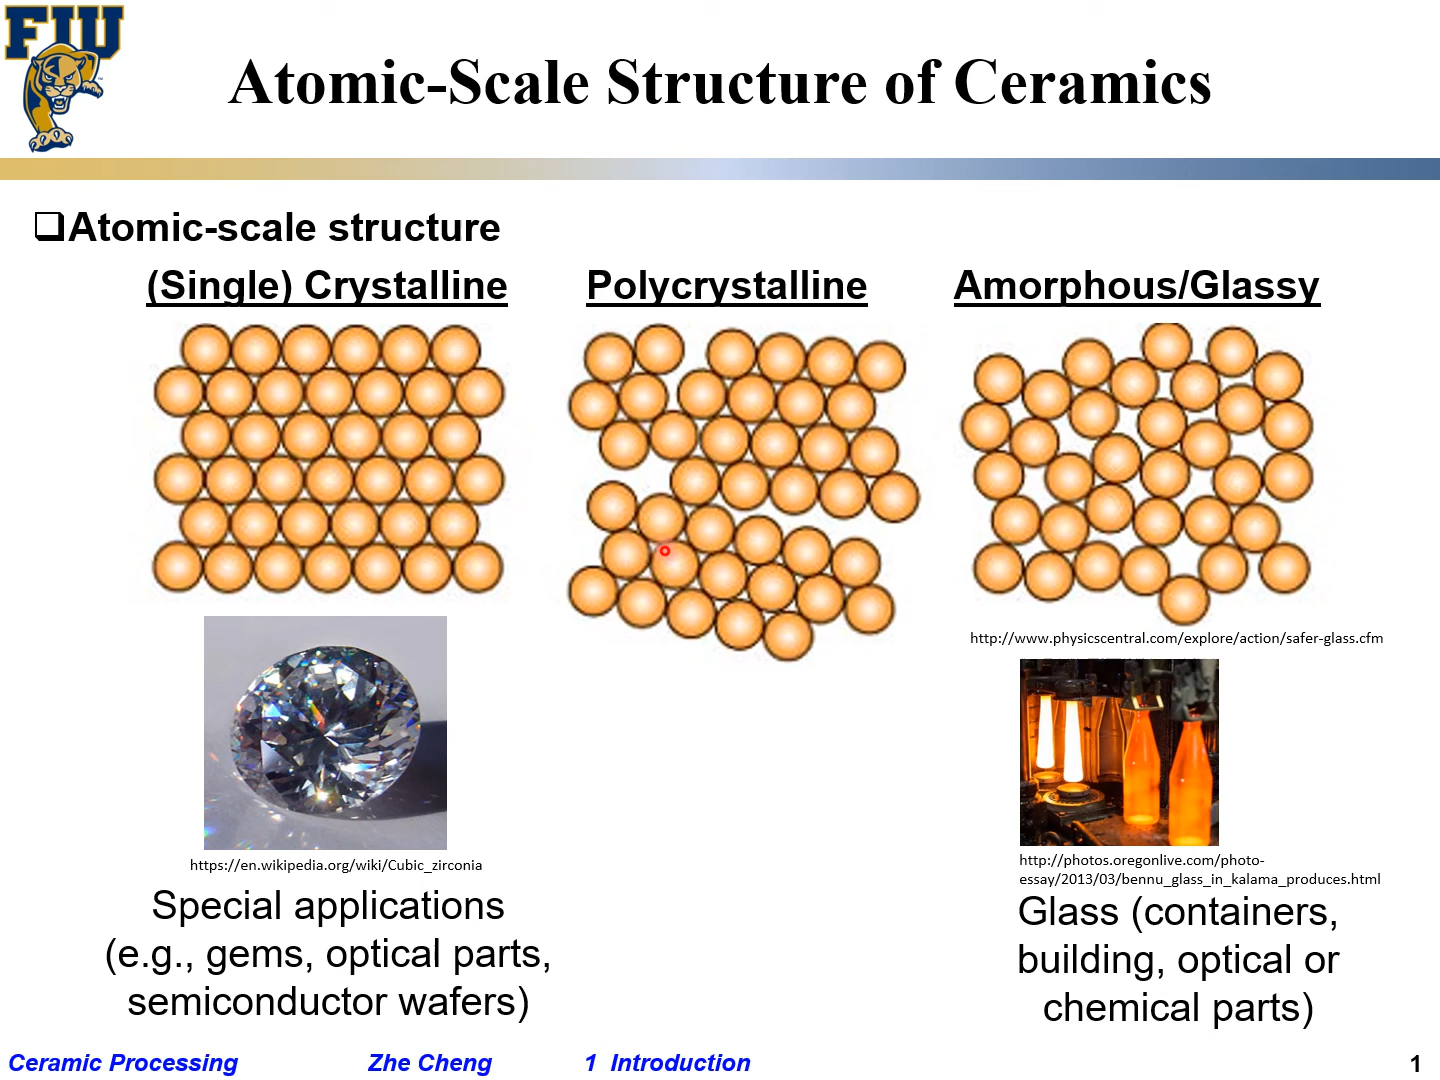 FIU
Atomic-Scale Structure of Ceramics
❑Atomic-scale structure
(Single) Crystalline
Polycrystalline
Amorphous/Glassy
http://www.physicscentral.com/explore/action/safer-glass.cfm
https://en.wikipedia.org/wiki/Cubic_zirconia
http://photos.oregonlive.com/photo-
essay/2013/03/bennu_glass_in_kalama_produces.html
Special applications
(e.g., gems, optical parts,
semiconductor wafers)
Glass (containers,
building, optical or
chemical parts)
Ceramic Processing
Zhe Cheng
1 Introduction
1